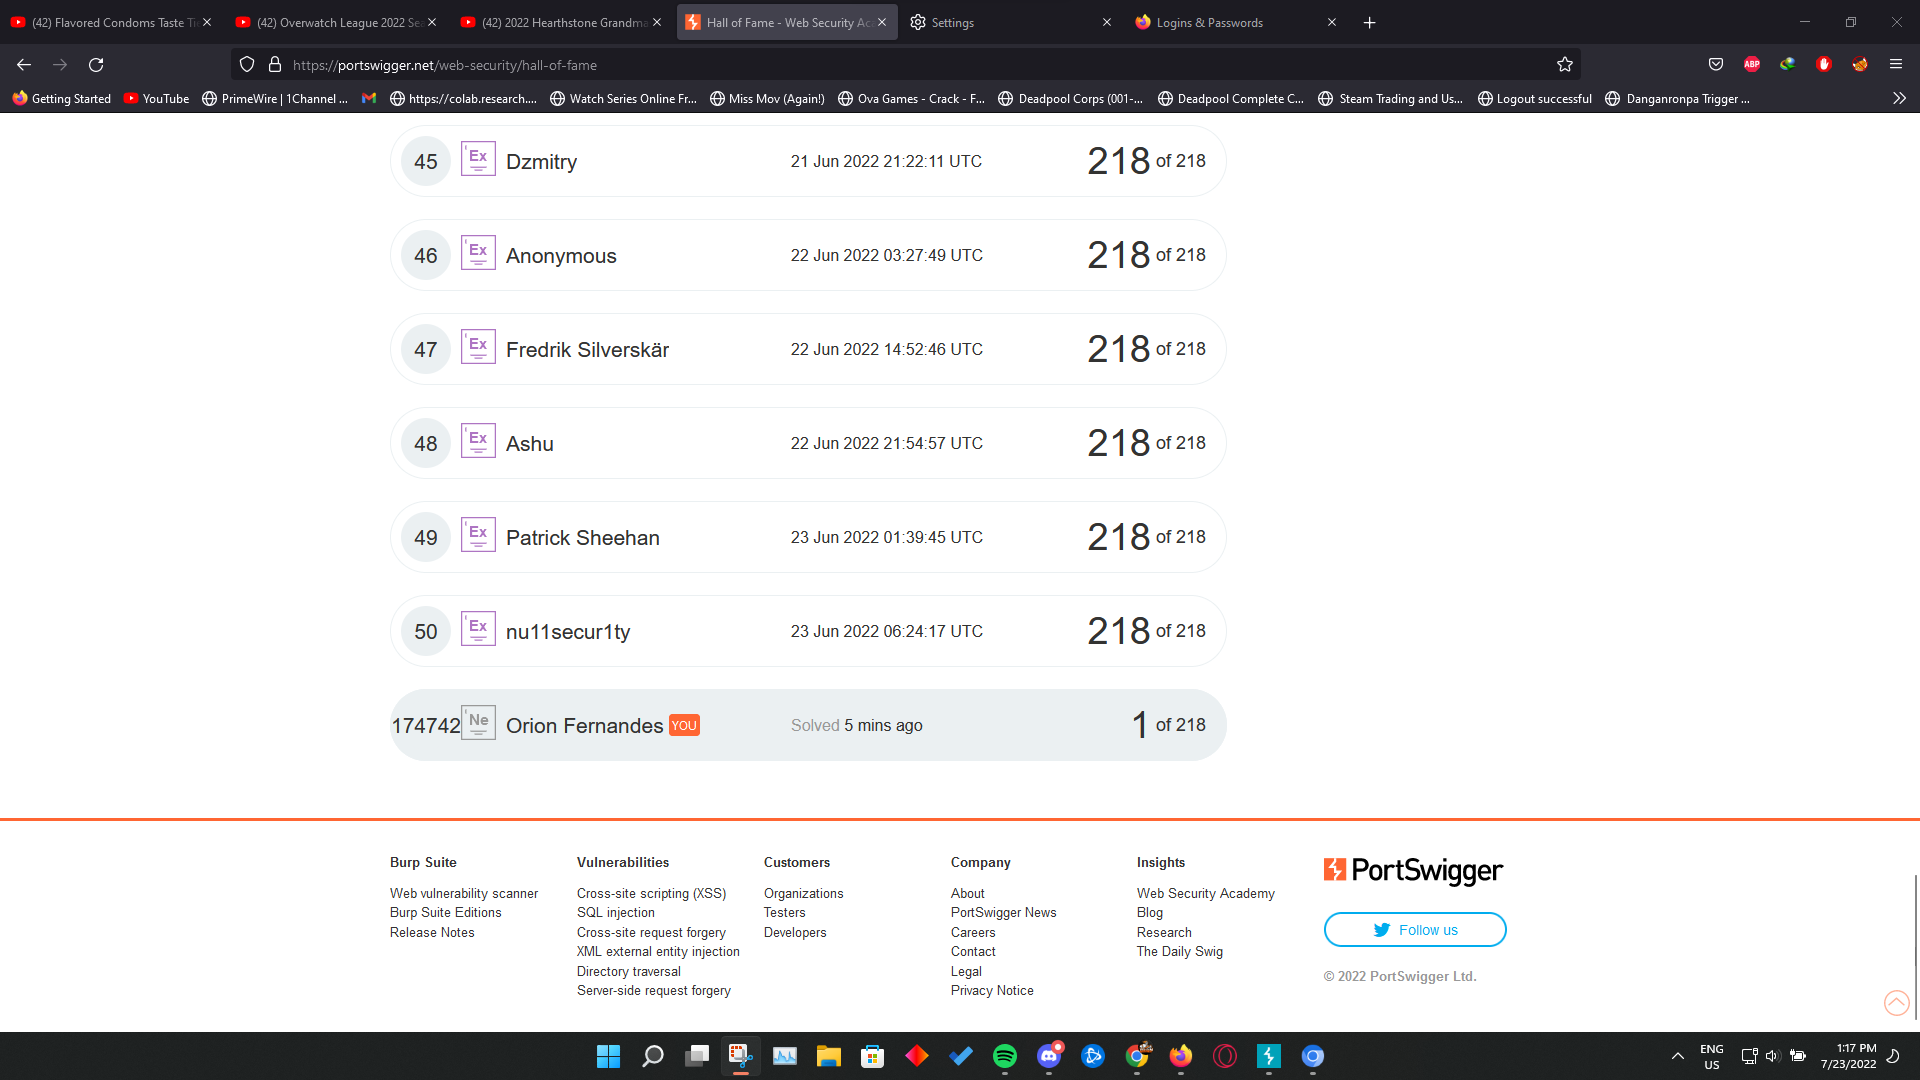 (42) Flavored Condoms Taste Ti
(42) Overwatch League 2022 Sea
(42) 2022 Hearthstone Grandma
Hall of Fame - Web Security Ac
Settings
Logins & Passwords
https://portswigger.net/web-security/hall-of-fame
ABP
Getting Started
YouTube
PrimeWire | 1Channel ...
https://colab.research....
Watch Series Online Fr...
Miss Mov (Again!)
Ova Games - Crack - F...
Deadpool Corps (001-...
Deadpool Complete C...
Steam Trading and Us...
Logout successful
Danganronpa Trigger ...
45 Ex Dzmitry 21 Jun 2022 21:22:11 UTC 218 of 218
46 Ex Anonymous 22 Jun 2022 03:27:49 UTC 218 of 218
47 Ex Fredrik Silverskär 22 Jun 2022 14:52:46 UTC 218 of 218
48 Ex Ashu 22 Jun 2022 21:54:57 UTC 218 of 218
49 Ex Patrick Sheehan 23 Jun 2022 01:39:45 UTC 218 of 218
50 Ex nu11secur1ty 23 Jun 2022 06:24:17 UTC 218 of 218
174742 Ne Orion Fernandes YOU Solved 5 mins ago 1 of 218
Burp Suite
Web vulnerability scanner
Burp Suite Editions
Release Notes
Vulnerabilities
Cross-site scripting (XSS)
SQL injection
Cross-site request forgery
XML external entity injection
Directory traversal
Server-side request forgery
Customers
Organizations
Testers
Developers
Company
About
PortSwigger News
Careers
Contact
Legal
Privacy Notice
Insights
Web Security Academy
Blog
Research
The Daily Swig
PortSwigger
Follow us
© 2022 PortSwigger Ltd.
ENG
US
1:17 PM
7/23/2022